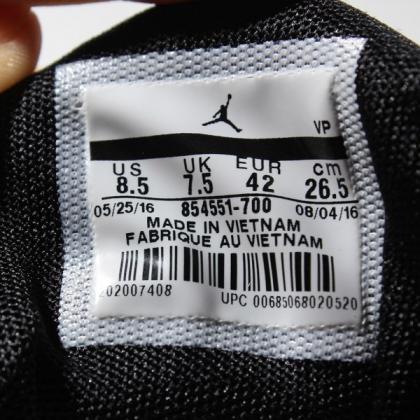 VP
US UK EUR cm
8.5 7.5 42 26.5
05/25/16 854551-700 08/04/16
MADE IN VIETNAM
FABRIQUE AU VIETNAM
202007408
UPC 00685068020520